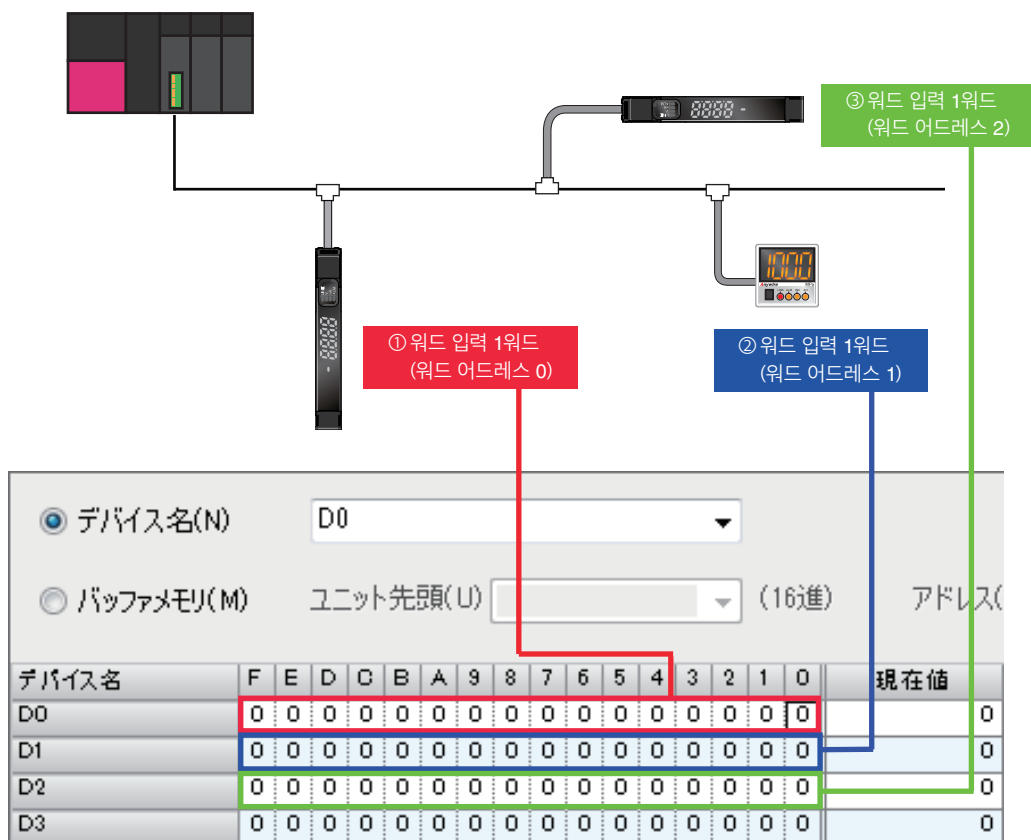 8888 -
③ 워드 입력 1워드
(워드 어드레스 2)
1000
Anywire
8888
① 워드 입력 1워드
(워드 어드레스 0)
② 워드 입력 1워드
(워드 어드레스 1)
デバイス名(N) D0
バッファメモリ(M) ユニット先頭(U) (16進) アドレス(
デバイス名 F E D C B A 9 8 7 6 5 4 3 2 1 0 現在値
D0 0 0 0 0 0 0 0 0 0 0 0 0 0 0 0 0 0
D1 0 0 0 0 0 0 0 0 0 0 0 0 0 0 0 0 0
D2 0 0 0 0 0 0 0 0 0 0 0 0 0 0 0 0 0
D3 0 0 0 0 0 0 0 0 0 0 0 0 0 0 0 0 0